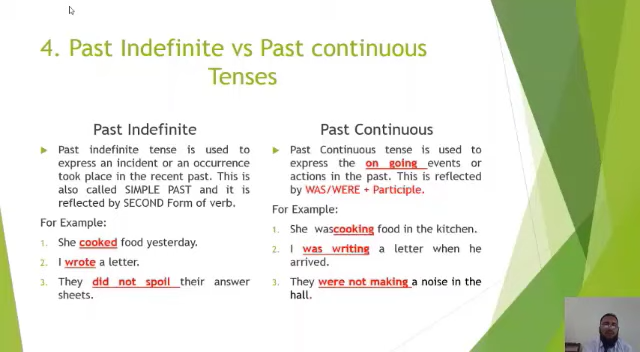 4. Past Indefinite vs Past continuous
Tenses
Past Indefinite
Past indefinite tense is used to
express an incident or an occurrence
took place in the recent past. This is
also called SIMPLE PAST and it is
reflected by SECOND Form of verb.
For Example:
1. She cooked food yesterday.
2. I wrote a letter.
3. They did not spoil their answer
sheets.
Past Continuous
Past Continuous tense is used to
express the on going events or
actions in the past. This is reflected
by WAS/WERE + Participle.
For Example:
1. She wascooking food in the kitchen.
2. I was writing a letter when he
arrived.
3. They were not making a noise in the
hall.